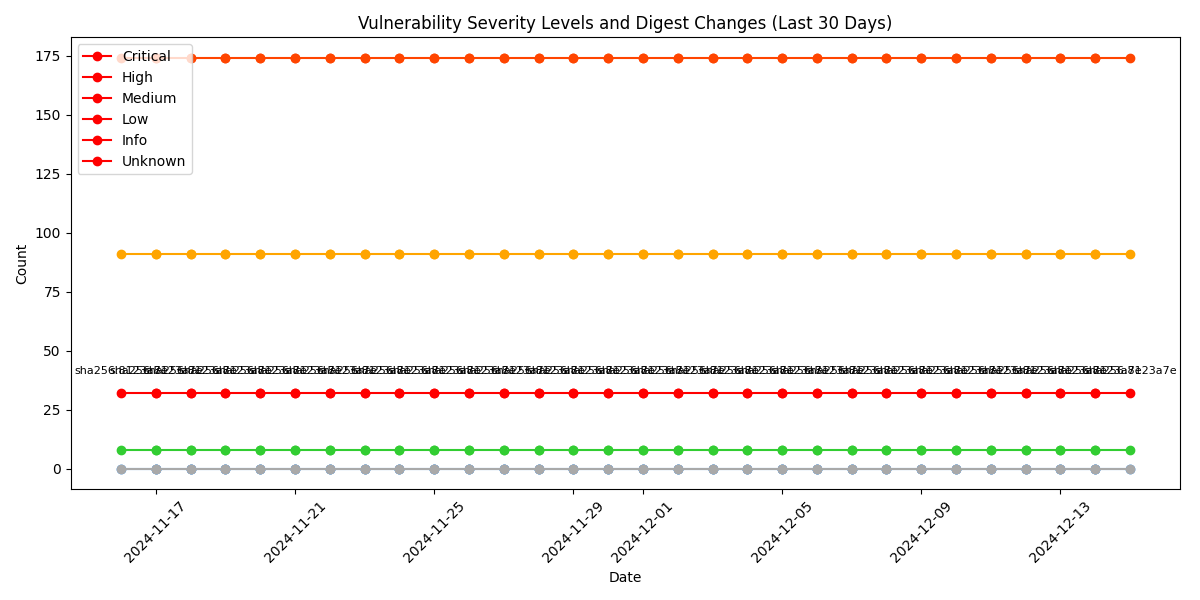 Vulnerability Severity Levels and Digest Changes (Last 30 Days)
Critical
High
Medium
Low
Info
Unknown
175
150
125
100
75
50
25
0
Count
2024-11-17
2024-11-21
2024-11-25
2024-11-29
2024-12-01
2024-12-05
2024-12-09
2024-12-13
Date